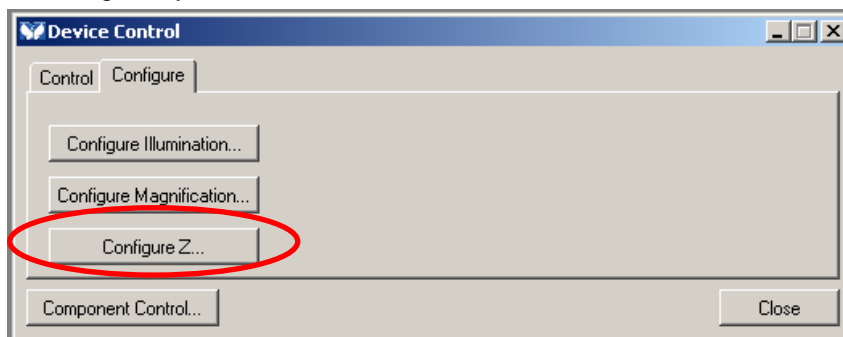 Device Control
Control Configure
Configure Illumination...
Configure Magnification...
Configure Z...
Component Control... Close